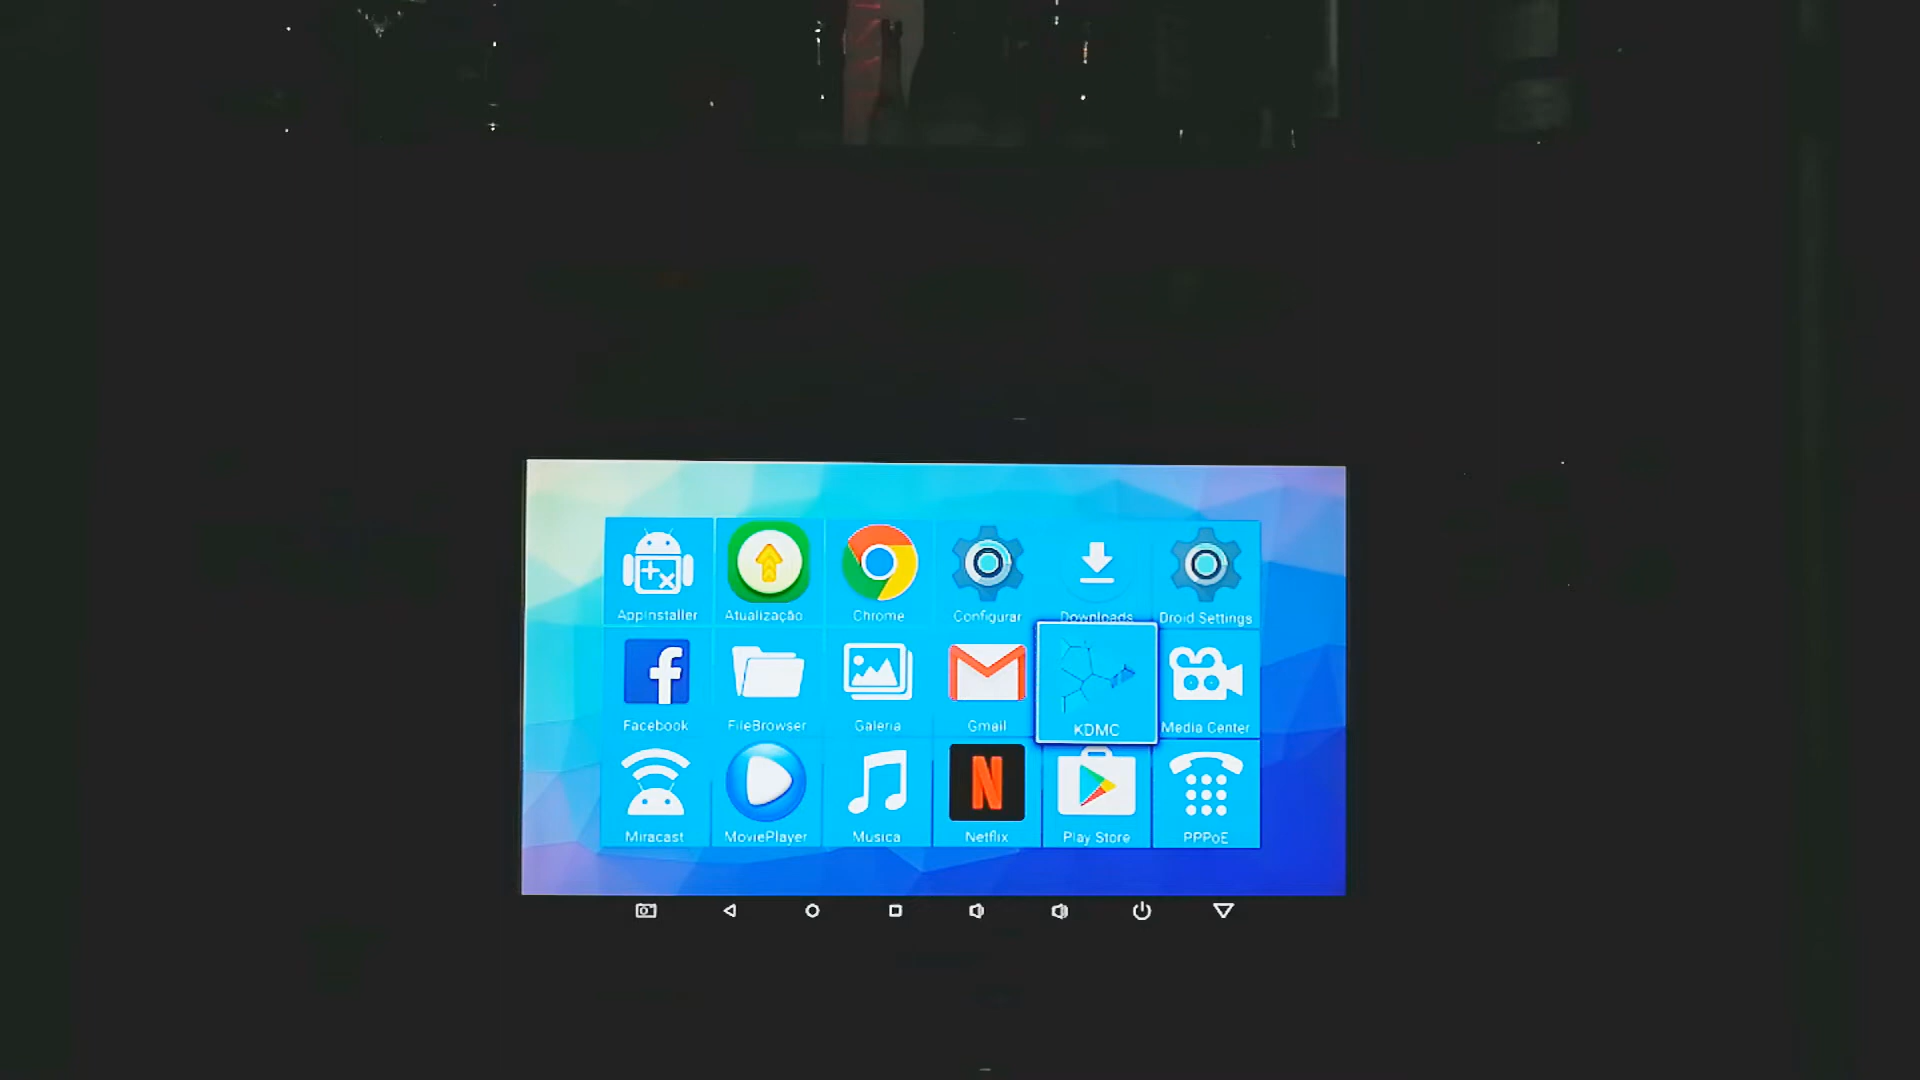 AppInstaller
Atualização
Chrome
Configurar
Downloads
Droid Settings
Facebook
FileBrowser
Galeria
Gmail
KDMC
Media Center
Miracast
MoviePlayer
Música
N
Netflix
Play Store
PPPoE